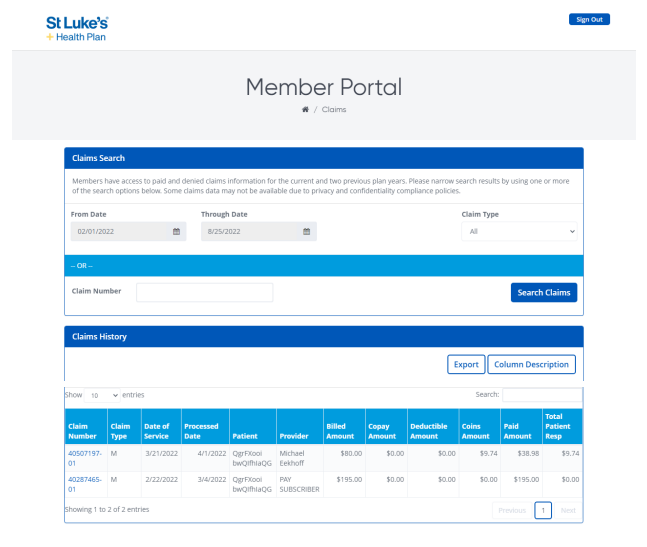 St Luke's
Health Plan
Sign Out
Member Portal
/ Claims
Claims Search
Members have access to paid and denied claims information for the current and two previous plan years. Please narrow search results by using one or more
of the search options below. Some claims data may not be available due to privacy and confidentiality compliance policies.
From Date Through Date Claim Type
02/01/2022 8/25/2022 All
-- OR --
Claim Number Search Claims
Claims History
Export Column Description
Show 10 entries Search:
Claim Number Claim Type Date of Service Processed Date Patient Provider Billed Amount Copay Amount Deductible Amount Coins Amount Paid Amount Total Patient Resp
40507197- M 3/21/2022 4/1/2022 QgrFXooi Michael $80.00 $0.00 $0.00 $9.74 $38.98 $9.74
01 bwQifhIaQG Eekhoff
40287465- M 2/22/2022 3/4/2022 QgrFXooi PAY $195.00 $0.00 $0.00 $0.00 $195.00 $0.00
01 bwQifhIaQG SUBSCRIBER
Showing 1 to 2 of 2 entries Previous 1 Next